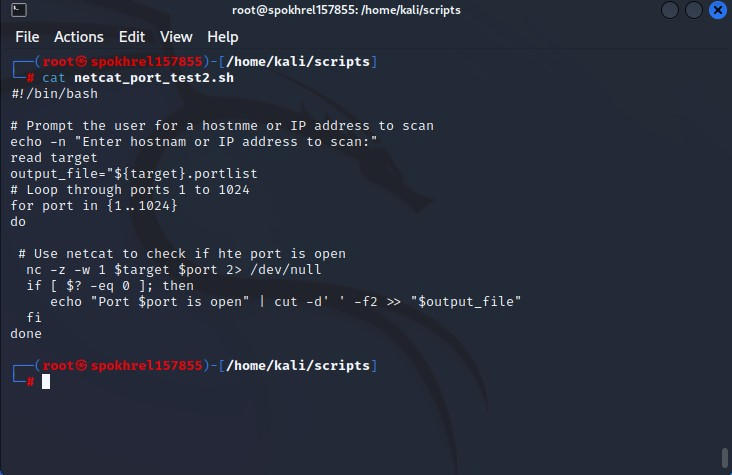 root@spokhrel157855: /home/kali/scripts
File Actions Edit View Help
┌──(root㉿spokhrel157855)-[/home/kali/scripts]
└─# cat netcat_port_test2.sh
#!/bin/bash

# Prompt the user for a hostnme or IP address to scan
echo -n "Enter hostnam or IP address to scan:"
read target
output_file="${target}.portlist
# Loop through ports 1 to 1024
for port in {1..1024}
do

 # Use netcat to check if hte port is open
  nc -z -w 1 $target $port 2> /dev/null
  if [ $? -eq 0 ]; then
     echo "Port $port is open" | cut -d' ' -f2 >> "$output_file"
  fi
done

┌──(root㉿spokhrel157855)-[/home/kali/scripts]
└─#